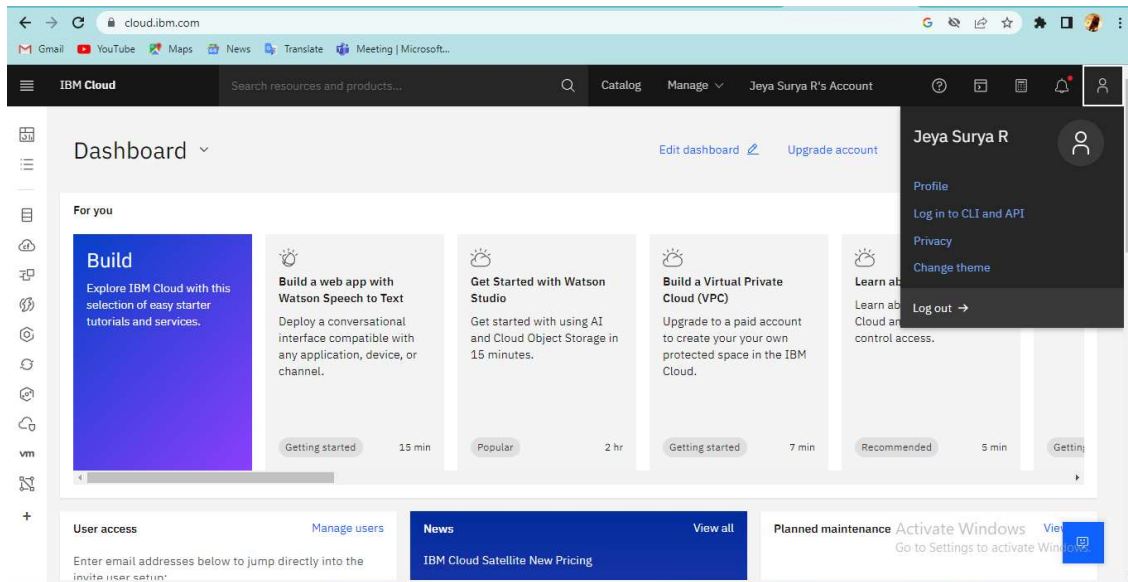 cloud.ibm.com
Gmail YouTube Maps News Translate Meeting | Microsoft...
IBM Cloud Search resources and products... Catalog Manage Jeya Surya R's Account
Jeya Surya R
Profile
Log in to CLI and API
Privacy
Change theme
Log out →
Dashboard
Edit dashboard Upgrade account
For you
Build
Explore IBM Cloud with this
selection of easy starter
tutorials and services.
Build a web app with
Watson Speech to Text
Deploy a conversational
interface compatible with
any application, device, or
channel.
Getting started 15 min
Get Started with Watson
Studio
Get started with using AI
and Cloud Object Storage in
15 minutes.
Popular 2 hr
Build a Virtual Private
Cloud (VPC)
Upgrade to a paid account
to create your your own
protected space in the IBM
Cloud.
Getting started 7 min
Learn ab
Learn ab
Cloud an
control access.
Recommended 5 min
Getting
vm
User access Manage users
Enter email addresses below to jump directly into the
invite user setup:
News View all
IBM Cloud Satellite New Pricing
Planned maintenance
Activate Windows
Go to Settings to activate Windows.